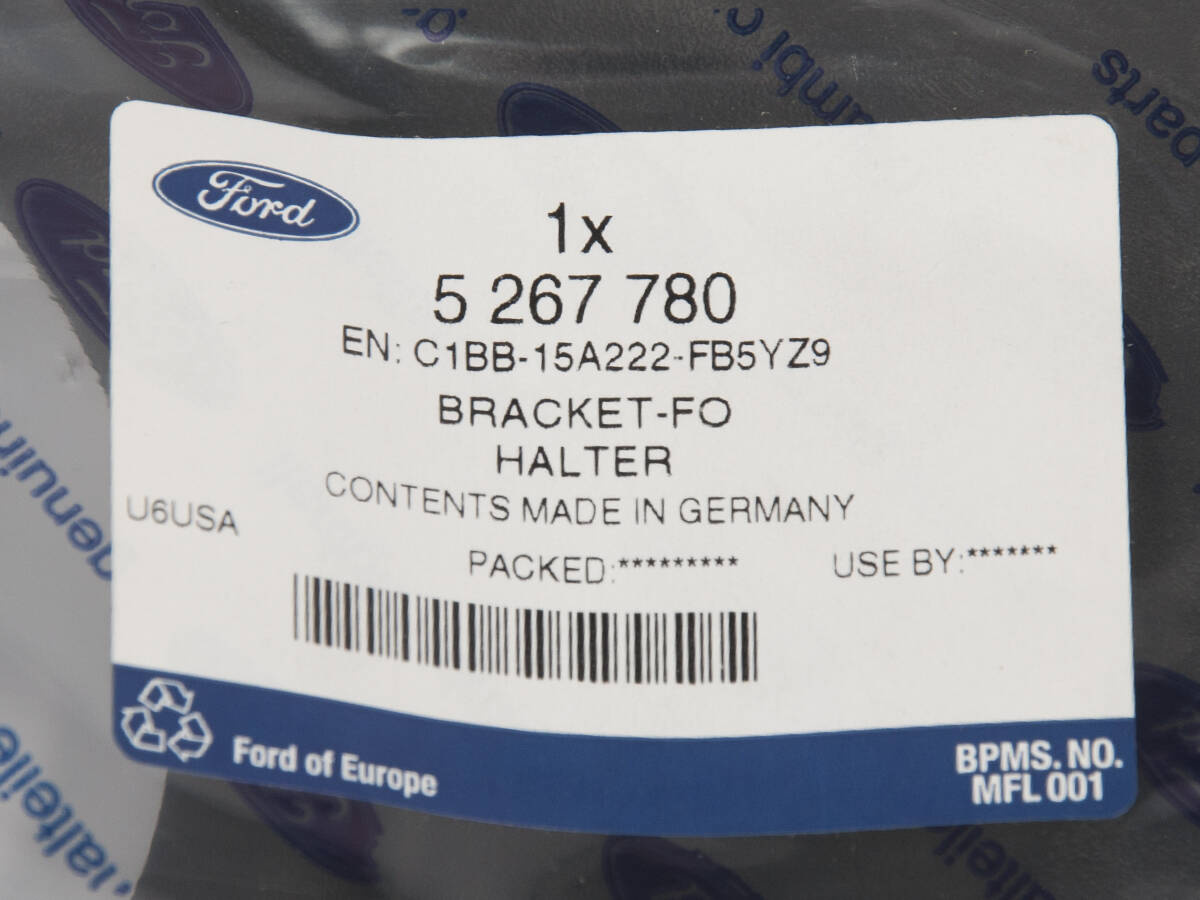 parts
Ford
1x
5 267 780
EN: C1BB-15A222-FB5YZ9
BRACKET-FO
HALTER
CONTENTS MADE IN GERMANY
U6USA
PACKED:********* USE BY:*******
Ford of Europe
BPMS. NO.
MFL 001